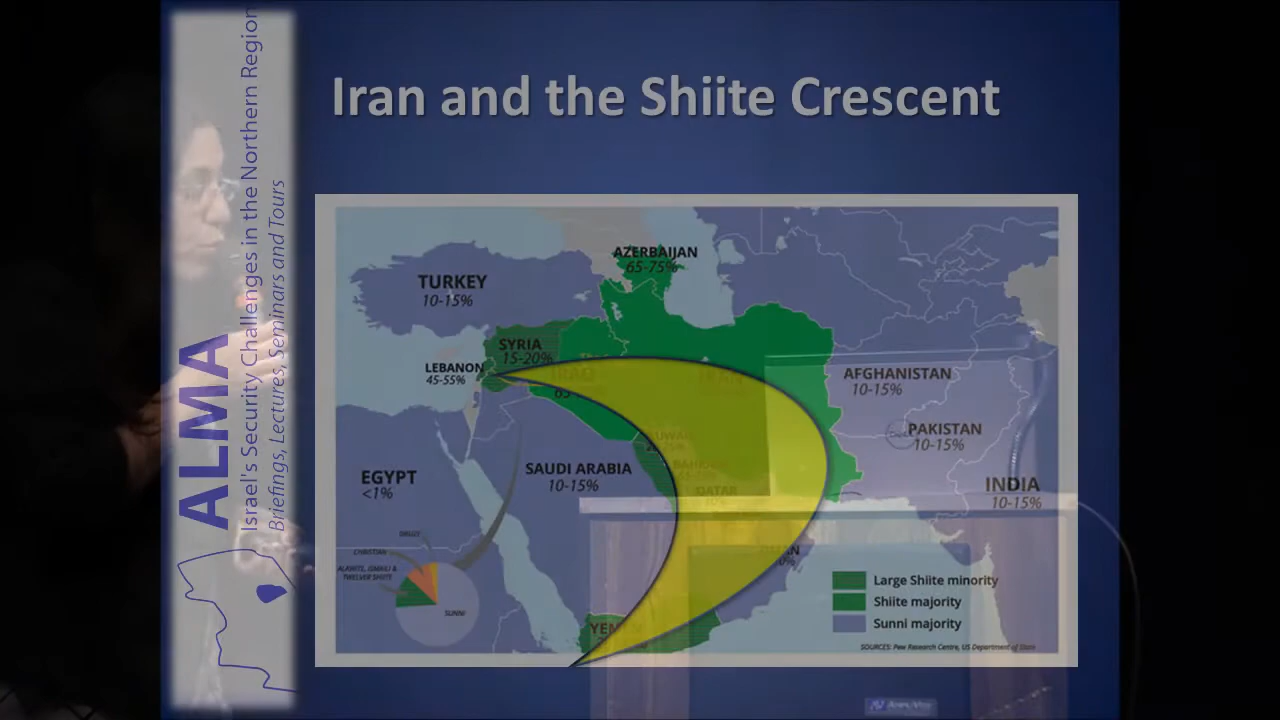 Iran and the Shiite Crescent
ALMA
Israel's Security Challenges in the Northern Region
Briefings, Lectures, Seminars and Tours
AZERBAIJAN
65-75%
TURKEY
10-15%
SYRIA
15-20%
LEBANON
45-55%
IRAQ
IRAN
AFGHANISTAN
10-15%
PAKISTAN
10-15%
INDIA
10-15%
EGYPT
<1%
SAUDI ARABIA
10-15%
QATAR
DRUZE
CHRISTIAN
ALAWITE, ISMAILI &
TWELVER SHIITE
SUNNI
Large Shiite minority
Shiite majority
Sunni majority
SOURCES: Pew Research Centre, US Department of State